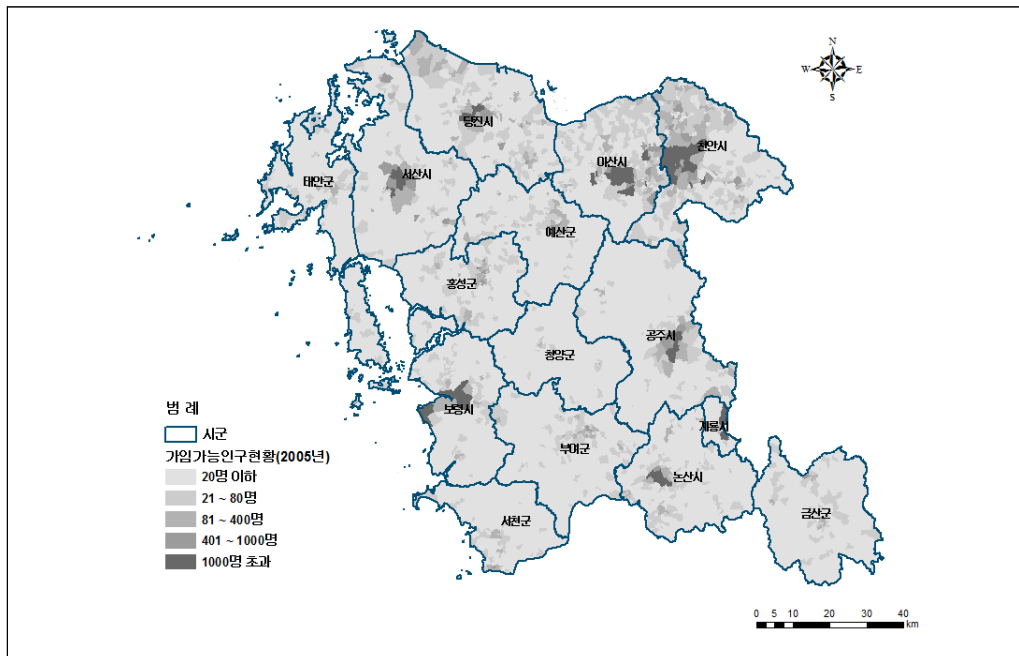 N
W E
S
당진시
천안시
아산시
서산시
태안군
예산군
홍성군
공주시
청양군
보령시
계룡시
부여군
논산시
금산군
서천군
범 례
시군
가임가능인구현황(2005년)
20명 이하
21 ~ 80명
81 ~ 400명
401 ~ 1000명
1000명 초과
0 5 10 20 30 40
km